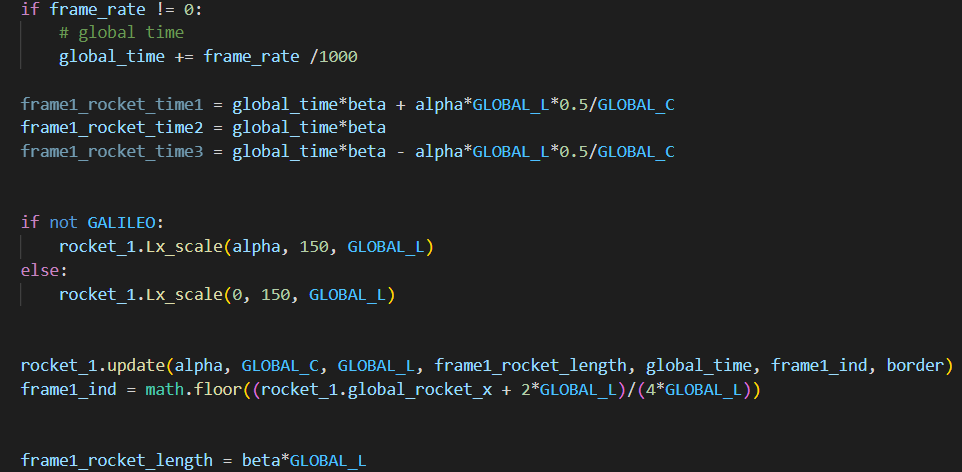 if frame_rate != 0:
# global time
global_time += frame_rate /1000
frame1_rocket_time1 = global_time*beta + alpha*GLOBAL_L*0.5/GLOBAL_C
frame1_rocket_time2 = global_time*beta
frame1_rocket_time3 = global_time*beta - alpha*GLOBAL_L*0.5/GLOBAL_C
if not GALILEO:
rocket_1.Lx_scale(alpha, 150, GLOBAL_L)
else:
rocket_1.Lx_scale(0, 150, GLOBAL_L)
rocket_1.update(alpha, GLOBAL_C, GLOBAL_L, frame1_rocket_length, global_time, frame1_ind, border)
frame1_ind = math.floor((rocket_1.global_rocket_x + 2*GLOBAL_L)/(4*GLOBAL_L))
frame1_rocket_length = beta*GLOBAL_L